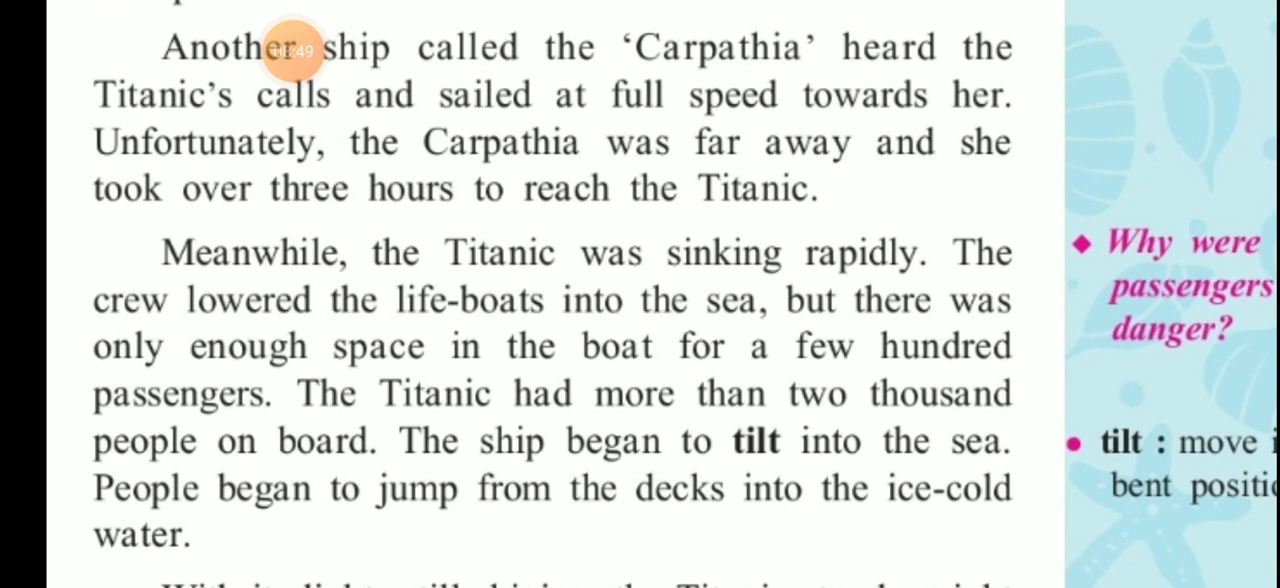 Another ship called the ‘Carpathia’ heard the
Titanic’s calls and sailed at full speed towards her.
Unfortunately, the Carpathia was far away and she
took over three hours to reach the Titanic.
Meanwhile, the Titanic was sinking rapidly. The
crew lowered the life-boats into the sea, but there was
only enough space in the boat for a few hundred
passengers. The Titanic had more than two thousand
people on board. The ship began to tilt into the sea.
People began to jump from the decks into the ice-cold
water.
◆ Why were
passengers
danger?
• tilt : move
bent